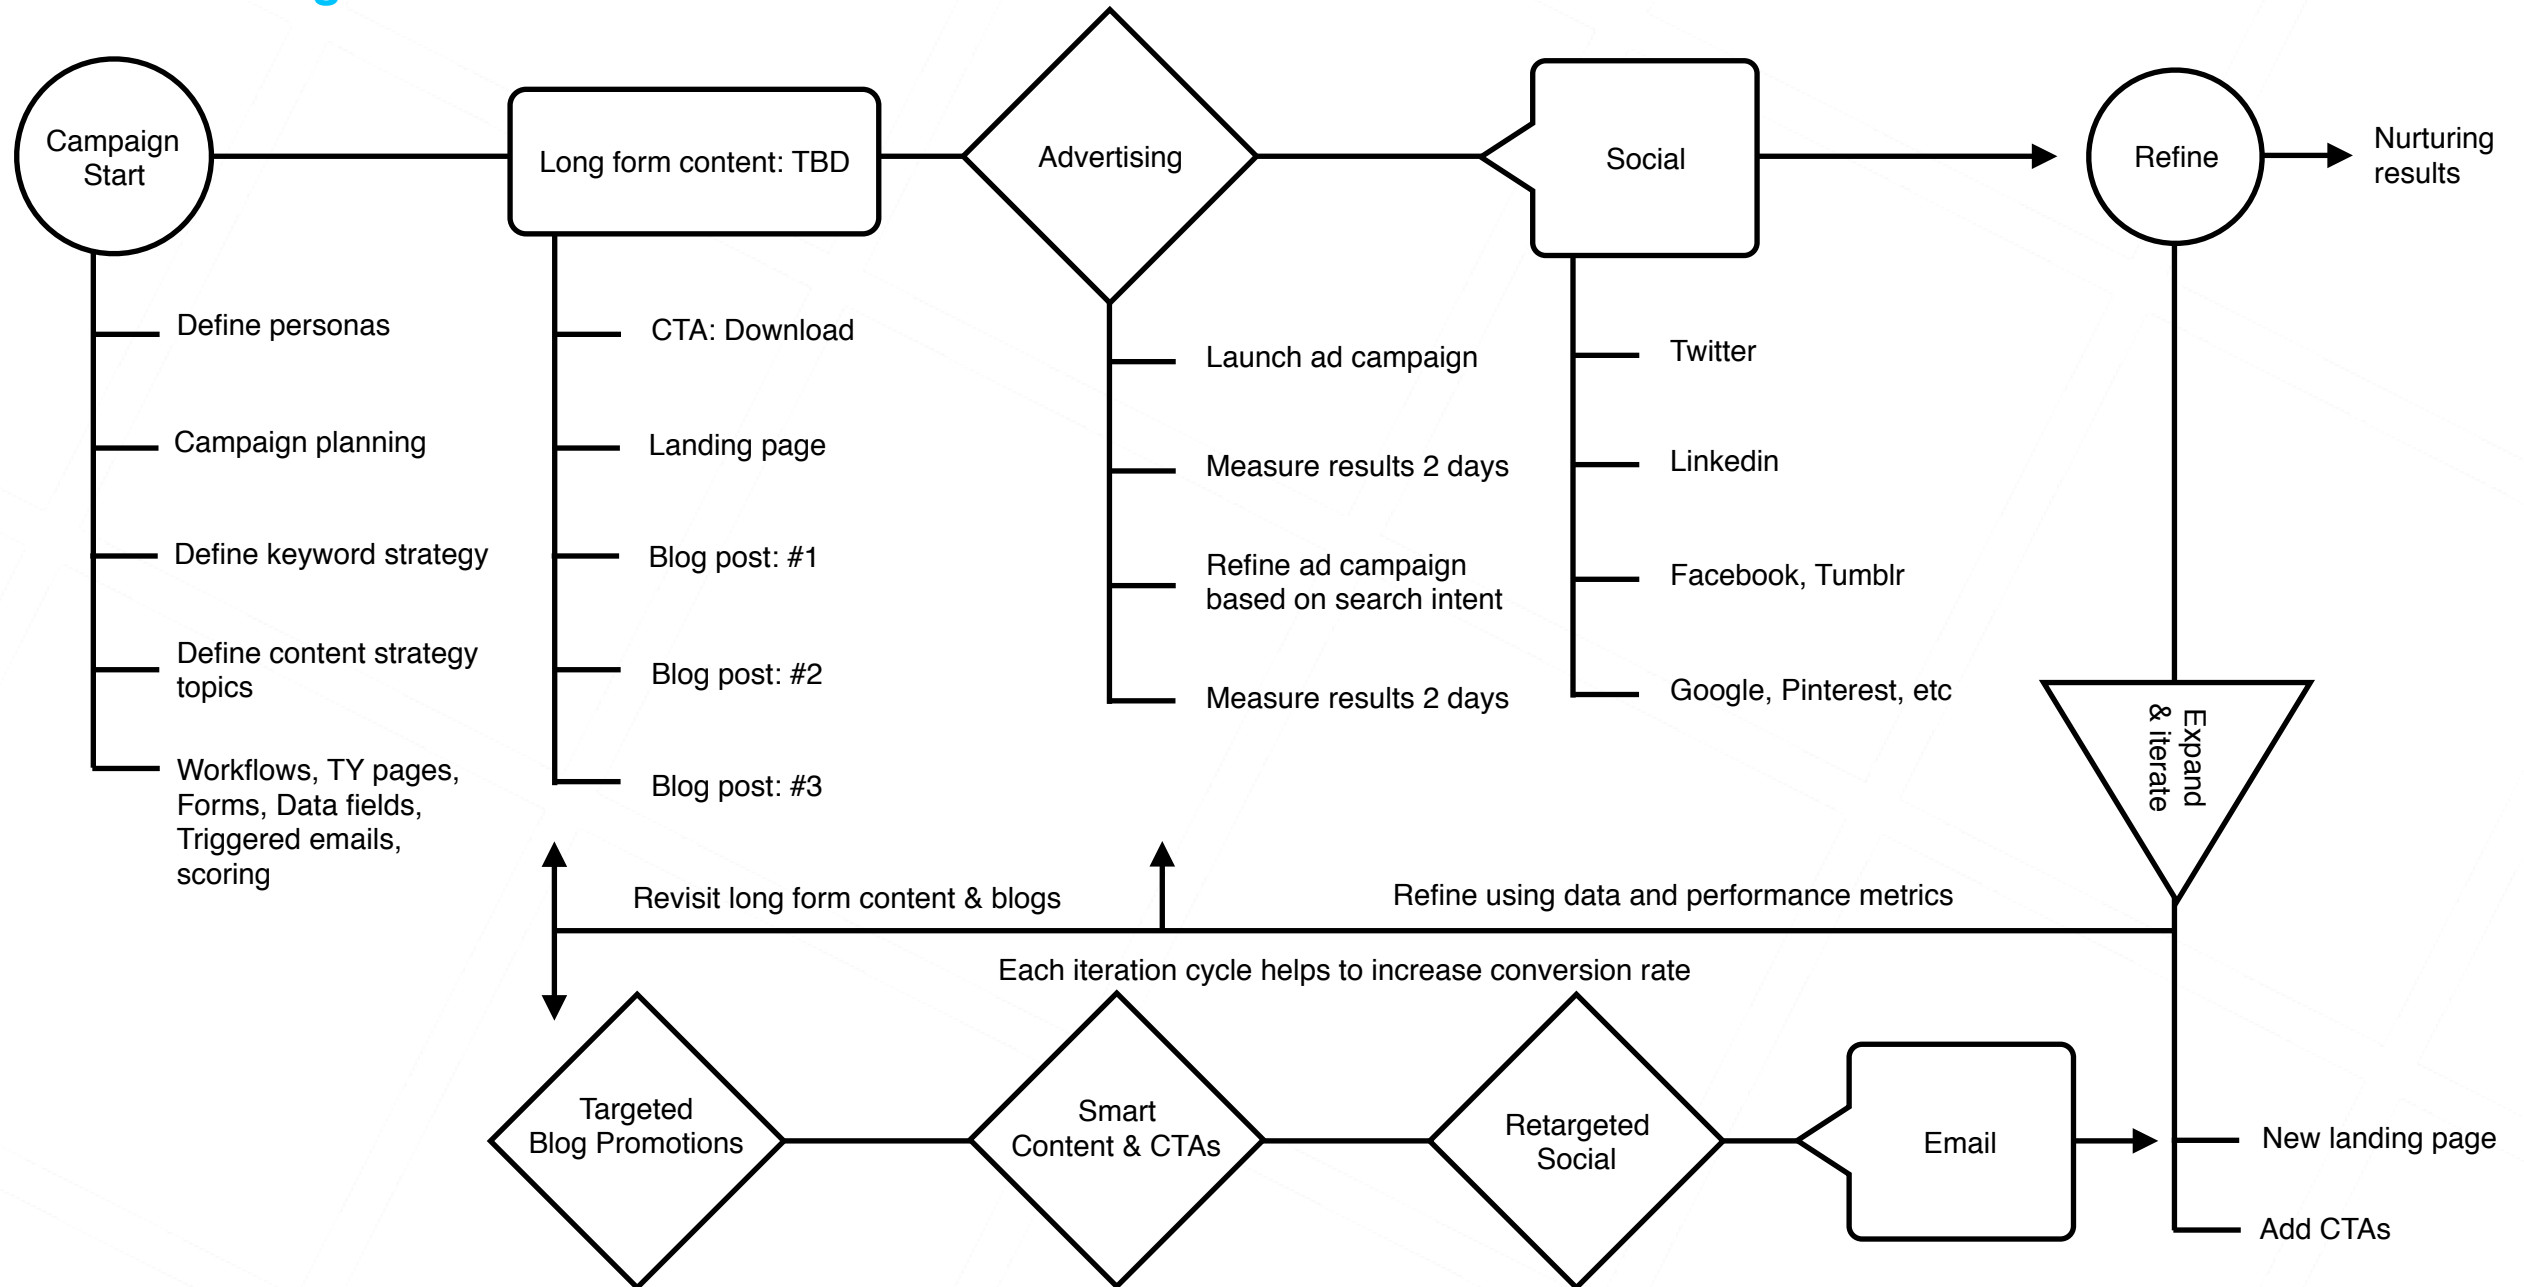 Campaign
Start
Long form content: TBD
Advertising
Social
Refine
Nurturing
results
Define personas
Campaign planning
Define keyword strategy
Define content strategy
topics
Workflows, TY pages,
Forms, Data fields,
Triggered emails,
scoring
CTA: Download
Landing page
Blog post: #1
Blog post: #2
Blog post: #3
Launch ad campaign
Measure results 2 days
Refine ad campaign
based on search intent
Measure results 2 days
Twitter
Linkedin
Facebook, Tumblr
Google, Pinterest, etc
Expand
& iterate
Revisit long form content & blogs
Refine using data and performance metrics
Each iteration cycle helps to increase conversion rate
Targeted
Blog Promotions
Smart
Content & CTAs
Retargeted
Social
Email
New landing page
Add CTAs